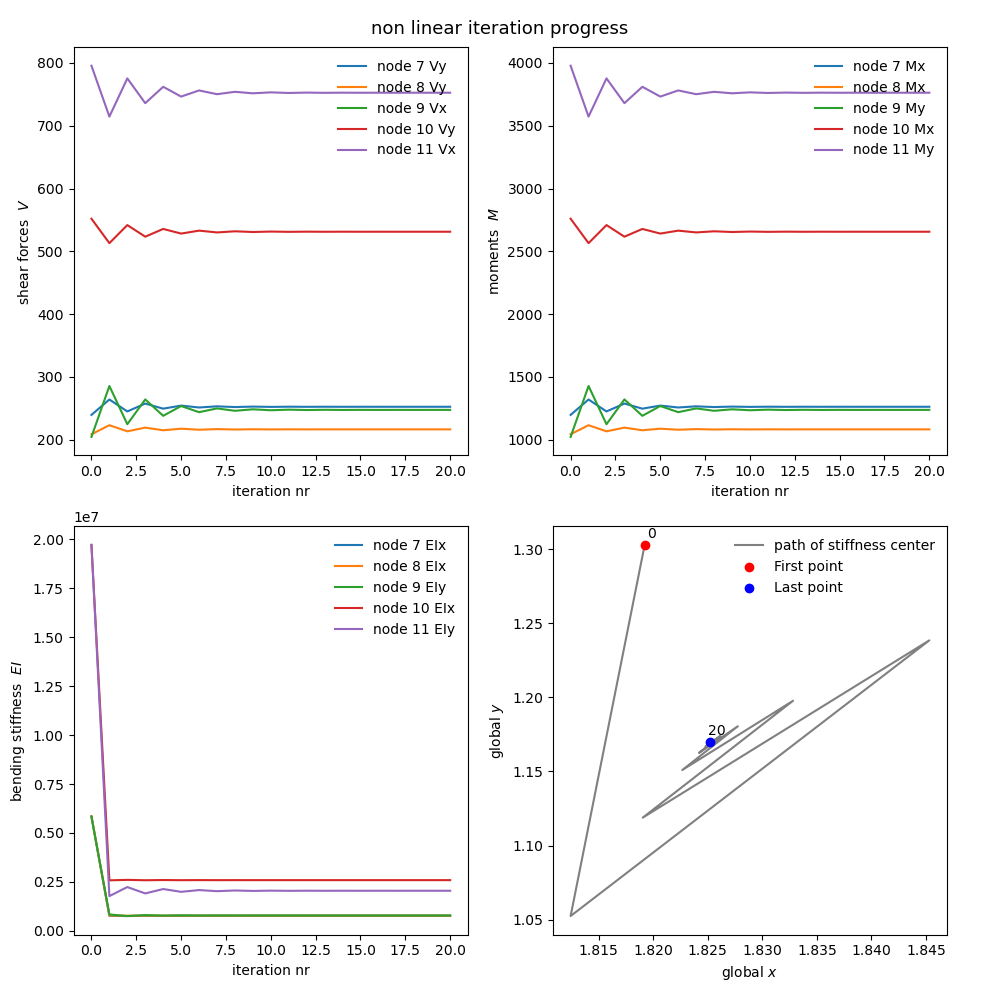 non linear iteration progress
800
700
600
500
400
300
200
0.0 2.5 5.0 7.5 10.0 12.5 15.0 17.5 20.0
iteration nr
shear forces V
node 7 Vy
node 8 Vy
node 9 Vx
node 10 Vy
node 11 Vx
4000
3500
3000
2500
2000
1500
1000
0.0 2.5 5.0 7.5 10.0 12.5 15.0 17.5 20.0
iteration nr
moments M
node 7 Mx
node 8 Mx
node 9 My
node 10 Mx
node 11 My
1e7
2.00
1.75
1.50
1.25
1.00
0.75
0.50
0.25
0.00
0.0 2.5 5.0 7.5 10.0 12.5 15.0 17.5 20.0
iteration nr
bending stiffness EI
node 7 EIx
node 8 EIx
node 9 EIy
node 10 EIx
node 11 EIy
1.30
1.25
1.20
1.15
1.10
1.05
1.815 1.820 1.825 1.830 1.835 1.840 1.845
global x
global y
path of stiffness center
First point
Last point
0
20